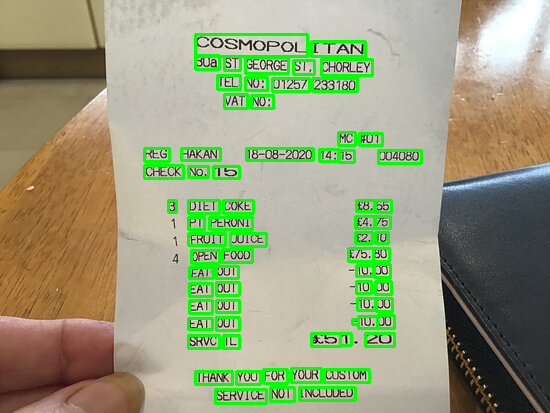 COSMOPOLITAN
30a ST GEORGE ST, CHORLEY
TEL NO: 01257 233180
VAT NO:
MC #01
REG HAKAN 18-08-2020 14:15 004080
CHECK No. 15
3 DIET COKE £8.55
1 PT PERONI £4.75
1 FRUIT JUICE £2.10
4 OPEN FOOD £75.80
EAT OUT -10.00
EAT OUT -10.00
EAT OUT -10.00
EAT OUT -10.00
SRVC TL £51.20
THANK YOU FOR YOUR CUSTOM
SERVICE NOT INCLUDED